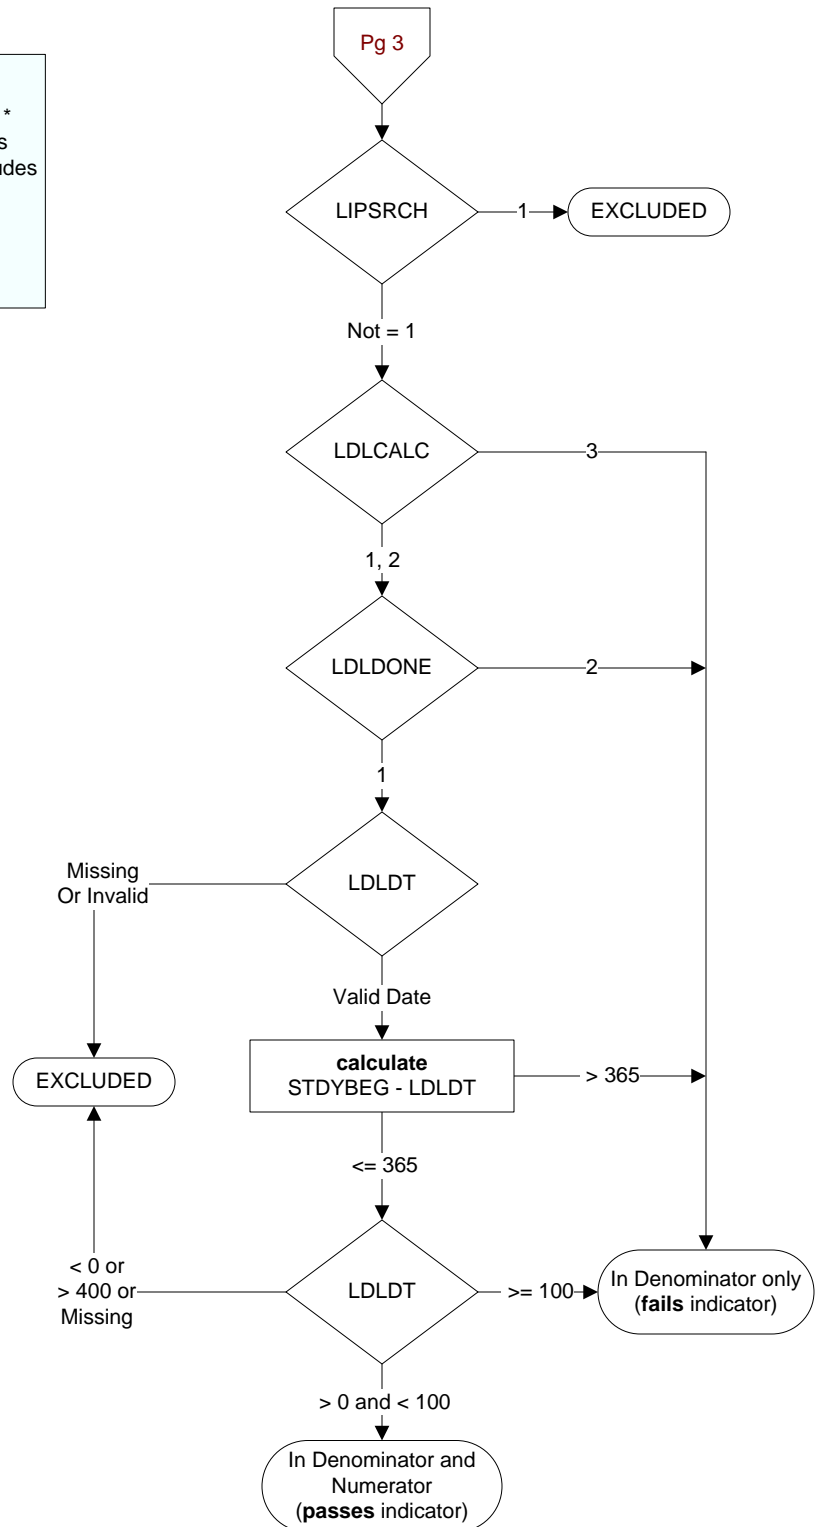 Pg 3
*
LIPSRCH
1
EXCLUDED
Not = 1
LDLCALC
3
1, 2
LDLDONE
2
1
LDLDT
Missing
Or Invalid
Valid Date
calculate
STDYBEG - LDLDT
> 365
EXCLUDED
<= 365
LDLDT
< 0 or
> 400 or
Missing
>= 100
In Denominator only
(fails indicator)
> 0 and < 100
In Denominator and
Numerator
(passes indicator)